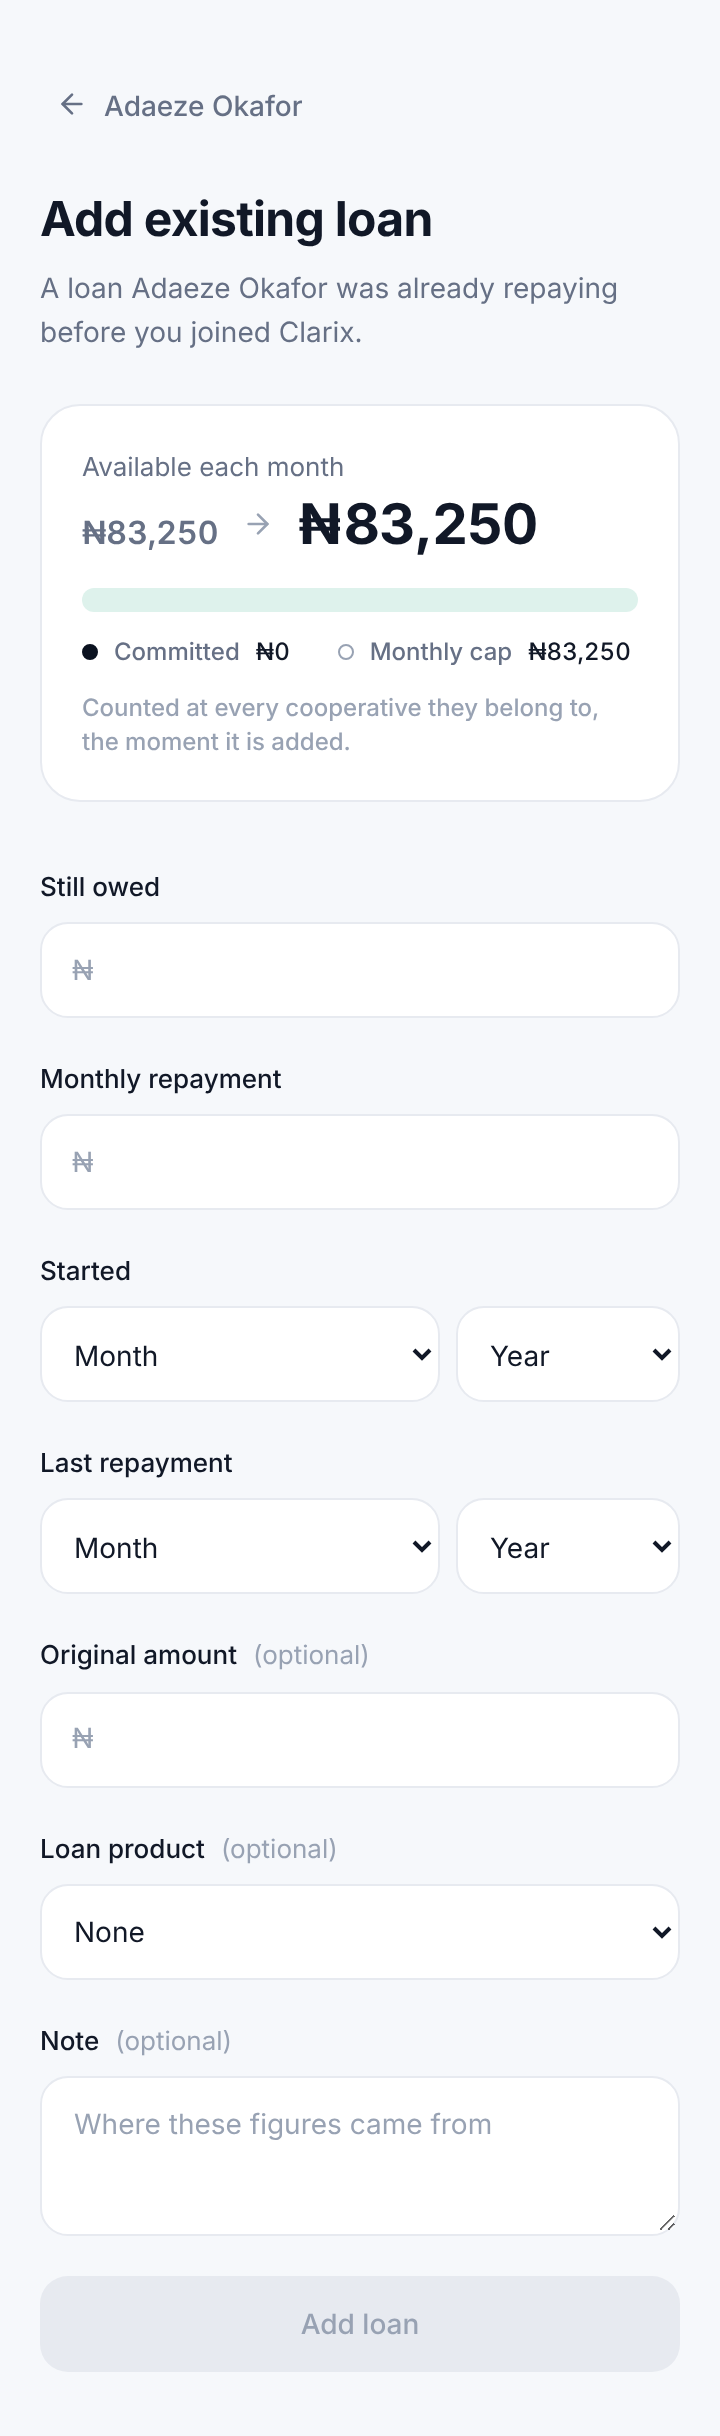 ← Adaeze Okafor
Add existing loan
A loan Adaeze Okafor was already repaying
before you joined Clarix.
Available each month
₦83,250 → ₦83,250
Committed ₦0 Monthly cap ₦83,250
Counted at every cooperative they belong to,
the moment it is added.
Still owed
₦
Monthly repayment
₦
Started
Month Year
Last repayment
Month Year
Original amount (optional)
₦
Loan product (optional)
None
Note (optional)
Where these figures came from
Add loan